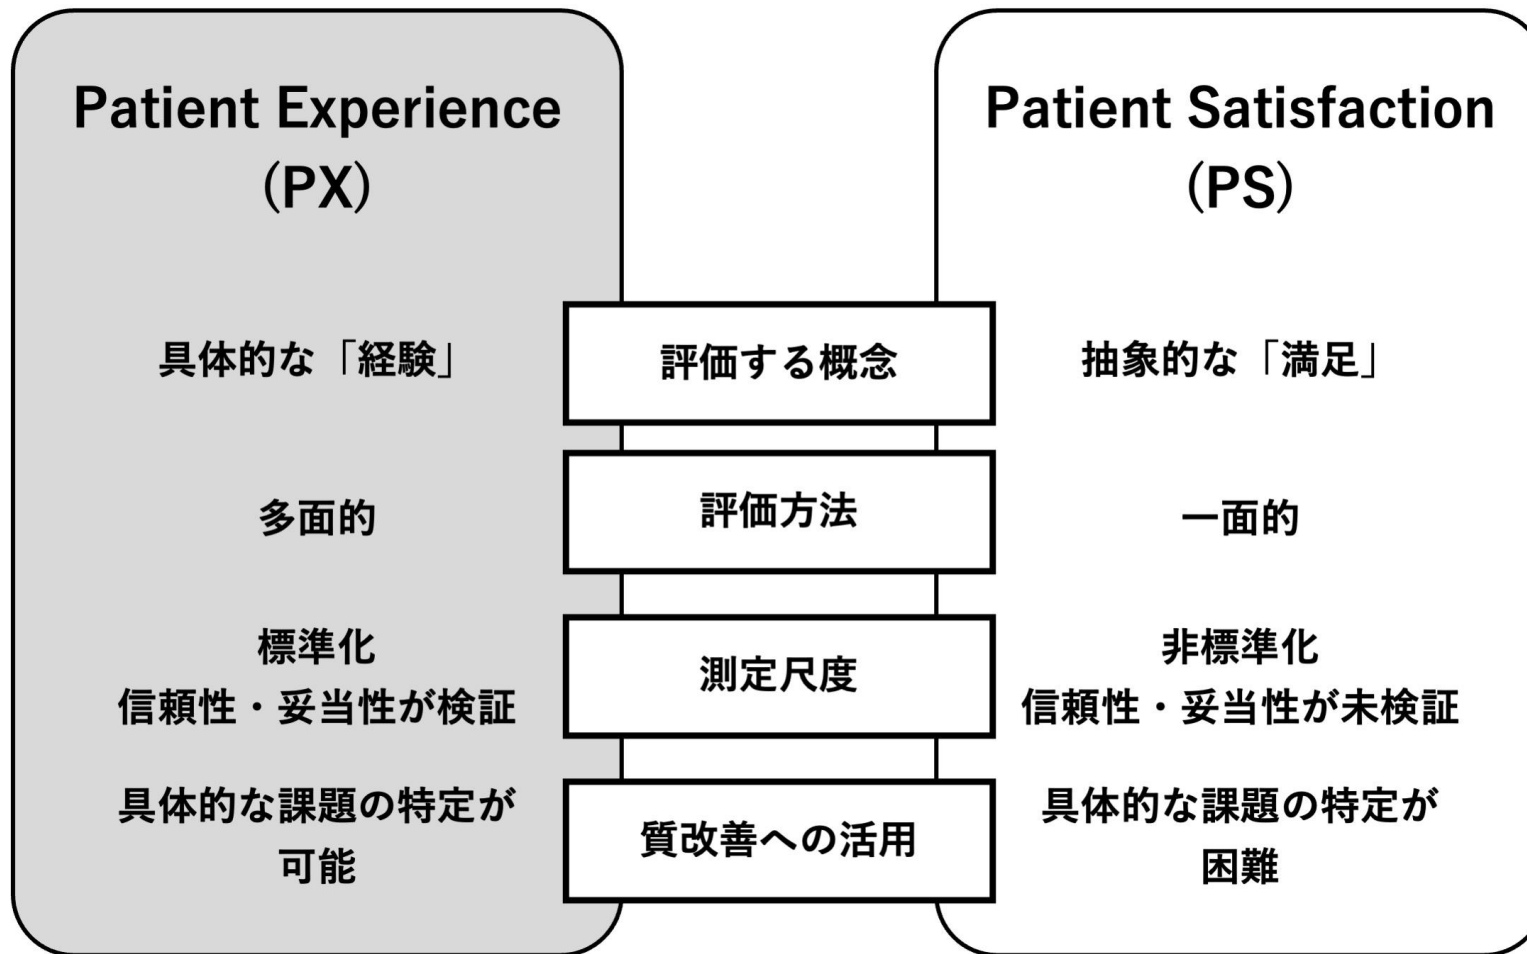 Patient Experience
(PX)
Patient Satisfaction
(PS)
具体的な「経験」
評価する概念
抽象的な「満足」
多面的
評価方法
一面的
標準化
信頼性・妥当性が検証
測定尺度
非標準化
信頼性・妥当性が未検証
具体的な課題の特定が
可能
質改善への活用
具体的な課題の特定が
困難